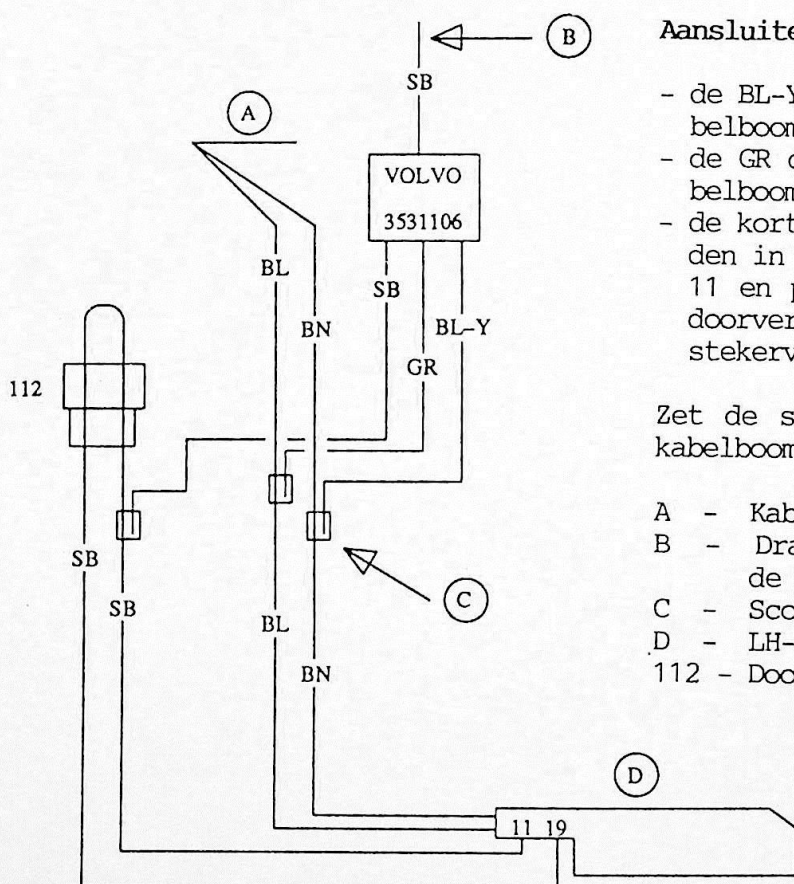 B
Aansluite
SB
A
- de BL-Y
belboom
- de GR
belboom
- de kort
den in
11 en
doorver
stekerv
VOLVO
3531106
BL
SB
BN
BL-Y
GR
112
Zet de s
kabelboom
A - Kab
B - Dra
de
C - Sco
D - LH-
112 - Doo
SB
SB
C
BL
BN
D
11 19